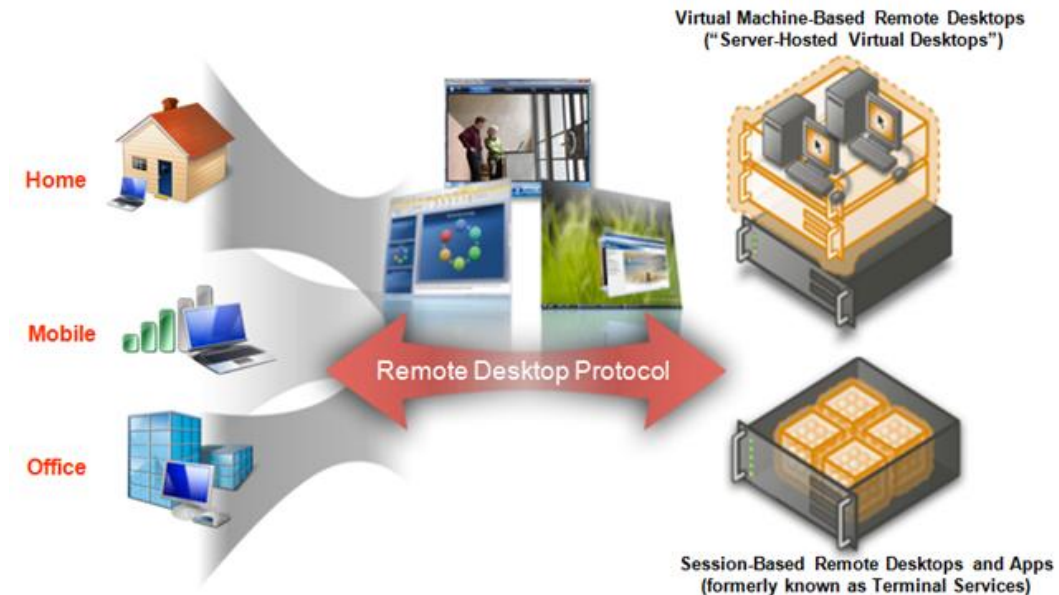 Virtual Machine-Based Remote Desktops
(“Server-Hosted Virtual Desktops”)
Home
Mobile
Remote Desktop Protocol
Office
Session-Based Remote Desktops and Apps
(formerly known as Terminal Services)